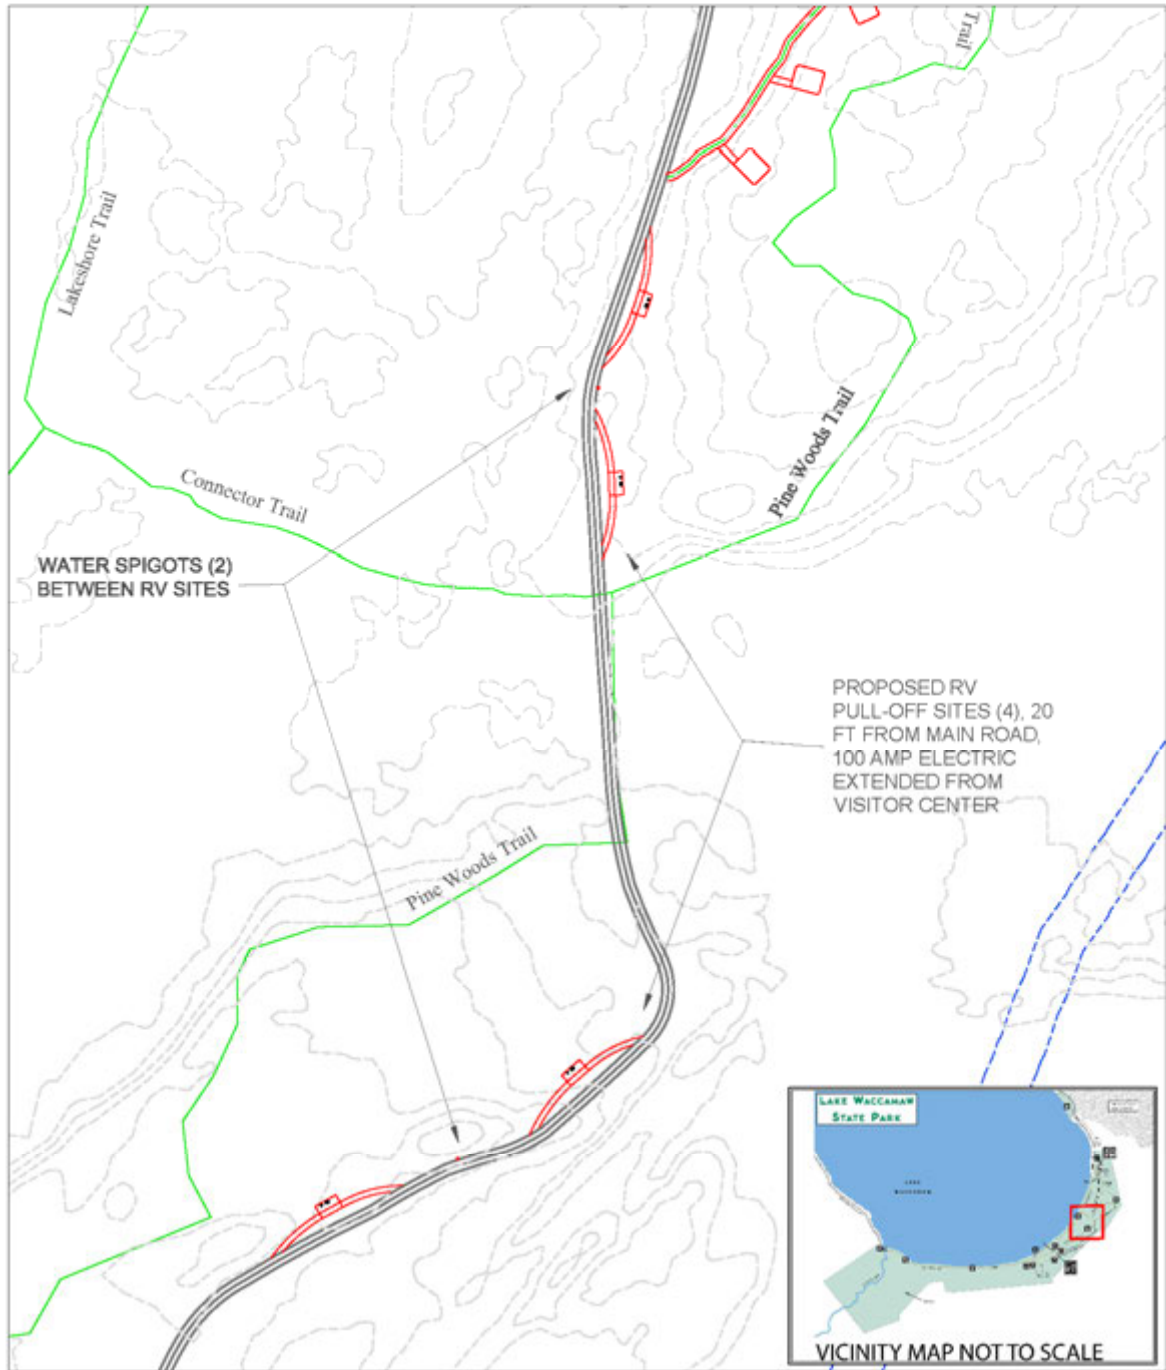 Trail
Lakeshore Trail
Pine Woods Trail
Connector Trail
WATER SPIGOTS (2)
BETWEEN RV SITES
PROPOSED RV
PULL-OFF SITES (4), 20
FT FROM MAIN ROAD,
100 AMP ELECTRIC
EXTENDED FROM
VISITOR CENTER
Pine Woods Trail
LAKE WACCAMAW
STATE PARK
LAKE
WACCAMAW
VICINITY MAP NOT TO SCALE